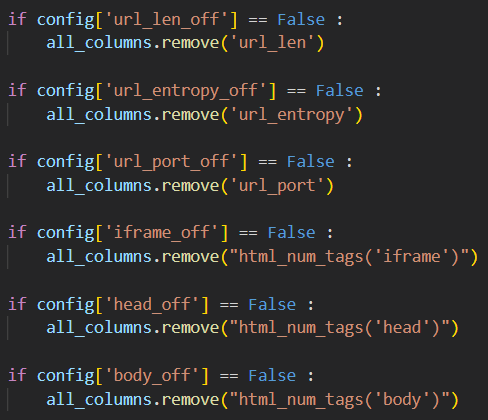 if config['url_len_off'] == False :
    all_columns.remove('url_len')
if config['url_entropy_off'] == False :
    all_columns.remove('url_entropy')
if config['url_port_off'] == False :
    all_columns.remove('url_port')
if config['iframe_off'] == False :
    all_columns.remove("html_num_tags('iframe')")
if config['head_off'] == False :
    all_columns.remove("html_num_tags('head')")
if config['body_off'] == False :
    all_columns.remove("html_num_tags('body')")